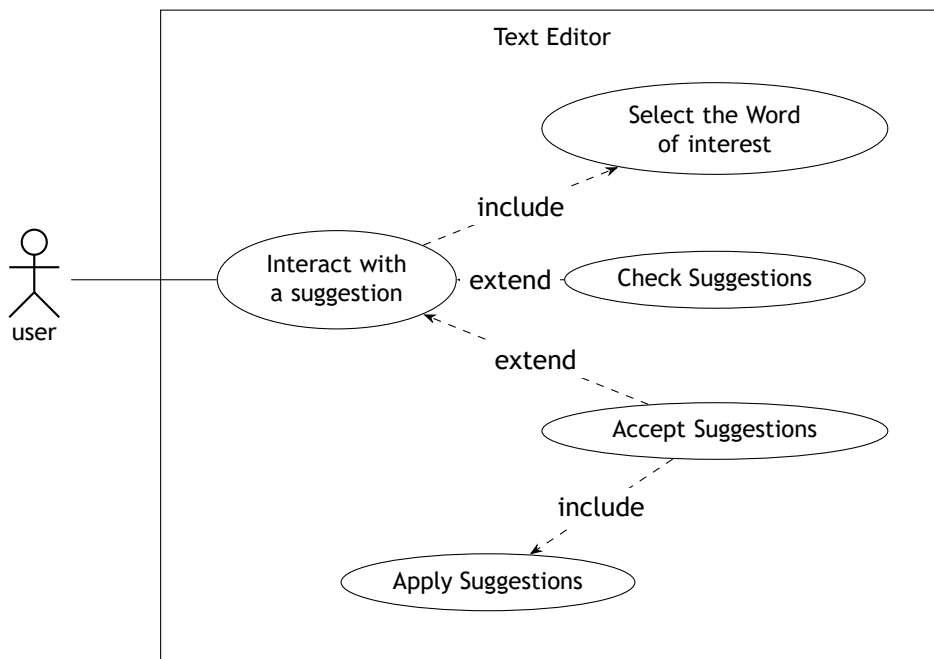 Text Editor
Select the Word
of interest
include
Interact with
a suggestion
extend
Check Suggestions
user
extend
Accept Suggestions
include
Apply Suggestions